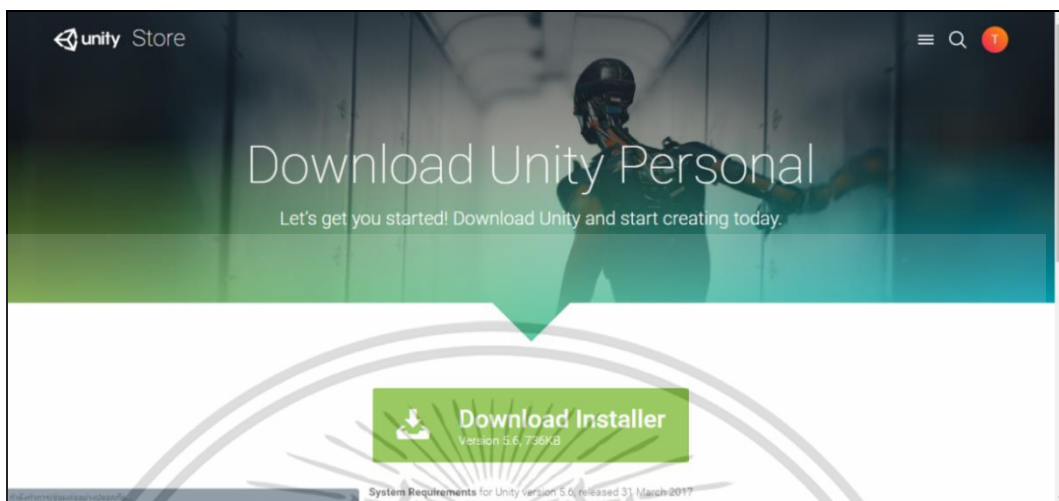 unity Store
T
Download Unity Personal
Let's get you started! Download Unity and start creating today.
Download Installer
Version 5.6, 736KB
System Requirements for Unity version 5.6, released 31 March 2017